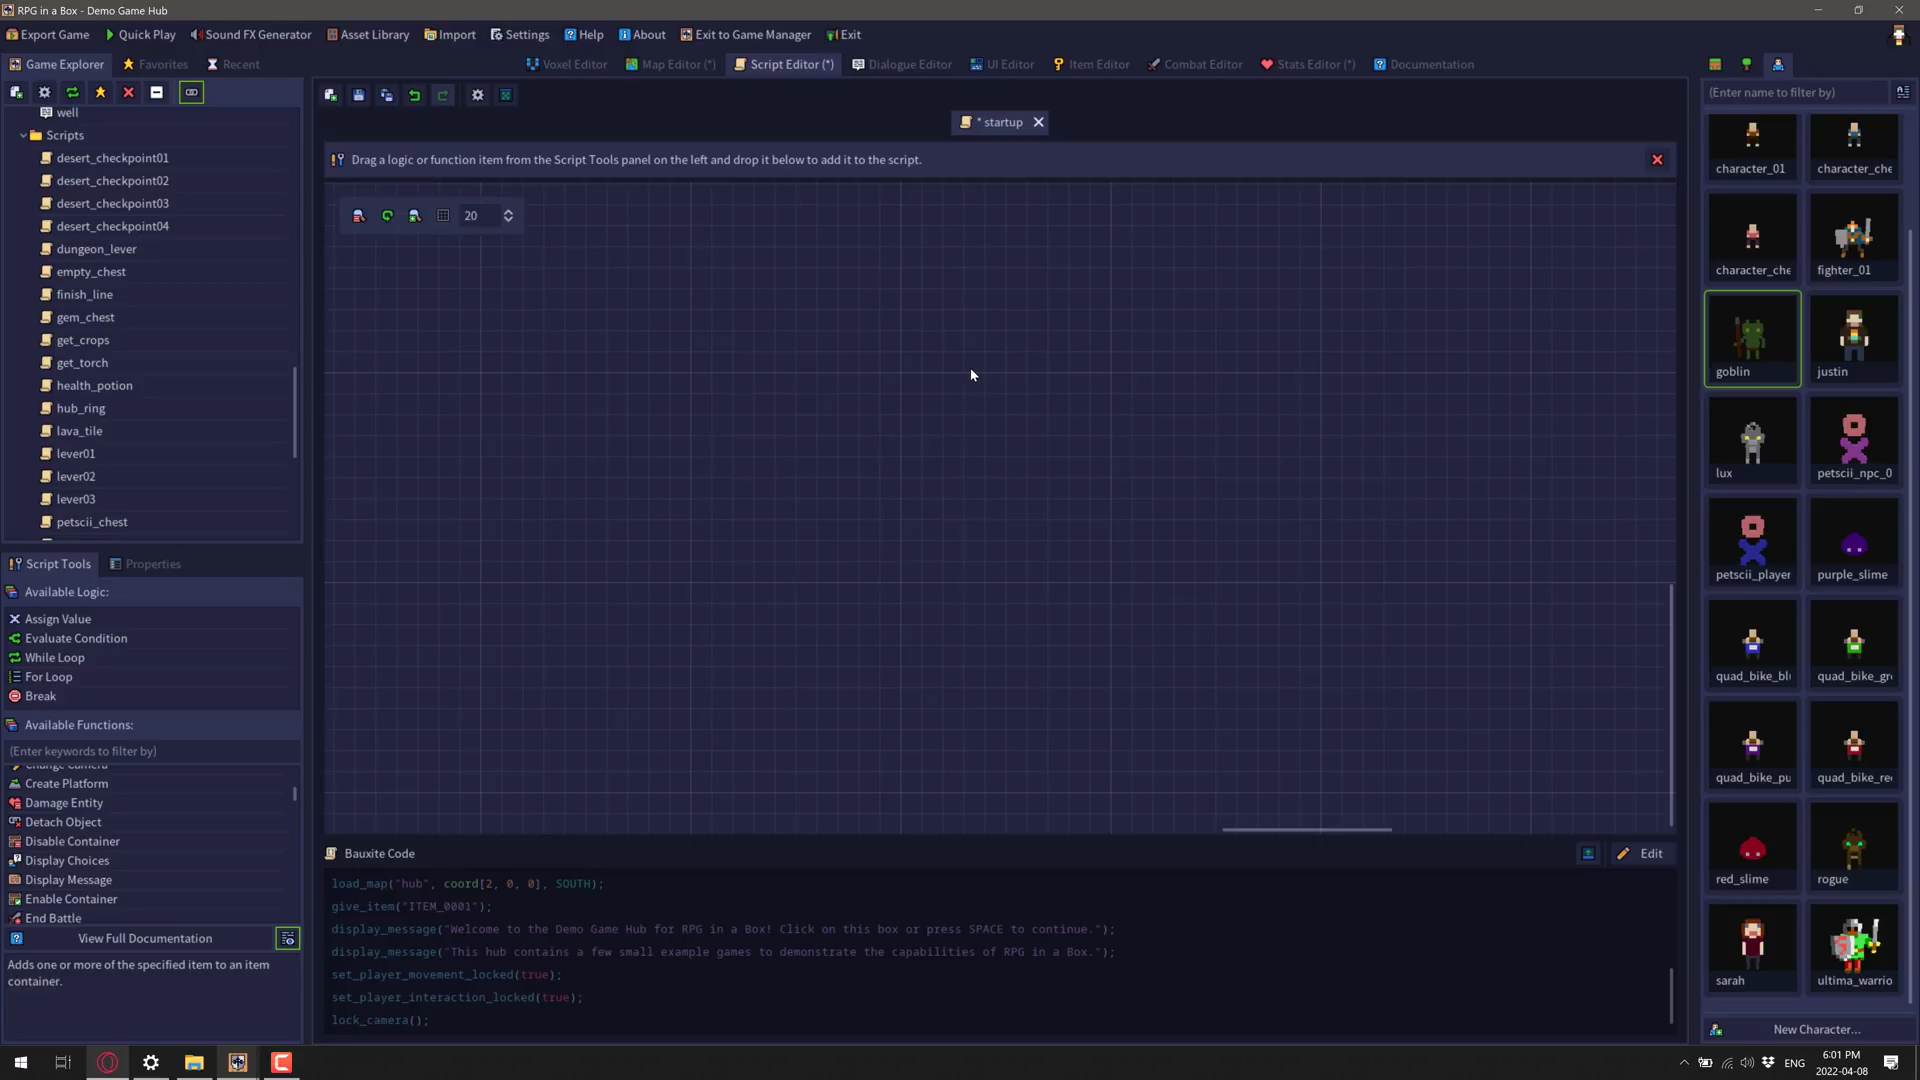 RPG in a Box - Demo Game Hub
Export Game Quick Play Sound FX Generator Asset Library Import Settings Help About Exit to Game Manager Exit
Game Explorer Favorites Recent Voxel Editor Map Editor (*) Script Editor (*) Dialogue Editor UI Editor Item Editor Combat Editor Stats Editor (*) Documentation
(Enter name to filter by)
well
Scripts
desert_checkpoint01
desert_checkpoint02
desert_checkpoint03
desert_checkpoint04
dungeon_lever
empty_chest
finish_line
gem_chest
get_crops
get_torch
health_potion
hub_ring
lava_tile
lever01
lever02
lever03
petscii_chest
Script Tools Properties
Available Logic:
Assign Value
Evaluate Condition
While Loop
For Loop
Break
Available Functions:
(Enter keywords to filter by)
Change Camera
Create Platform
Damage Entity
Detach Object
Disable Container
Display Choices
Display Message
Enable Container
End Battle
View Full Documentation
Adds one or more of the specified item to an item
container.
* startup
Drag a logic or function item from the Script Tools panel on the left and drop it below to add it to the script.
20
Bauxite Code Edit
load_map("hub", coord[2, 0, 0], SOUTH);
give_item("ITEM_0001");
display_message("Welcome to the Demo Game Hub for RPG in a Box! Click on this box or press SPACE to continue.");
display_message("This hub contains a few small example games to demonstrate the capabilities of RPG in a Box.");
set_player_movement_locked(true);
set_player_interaction_locked(true);
lock_camera();
character_01 character_che
character_che fighter_01
goblin justin
lux petscii_npc_0
petscii_player purple_slime
quad_bike_bl quad_bike_gr
quad_bike_pu quad_bike_re
red_slime rogue
sarah ultima_warrio
New Character...
ENG
6:01 PM
2022-04-08